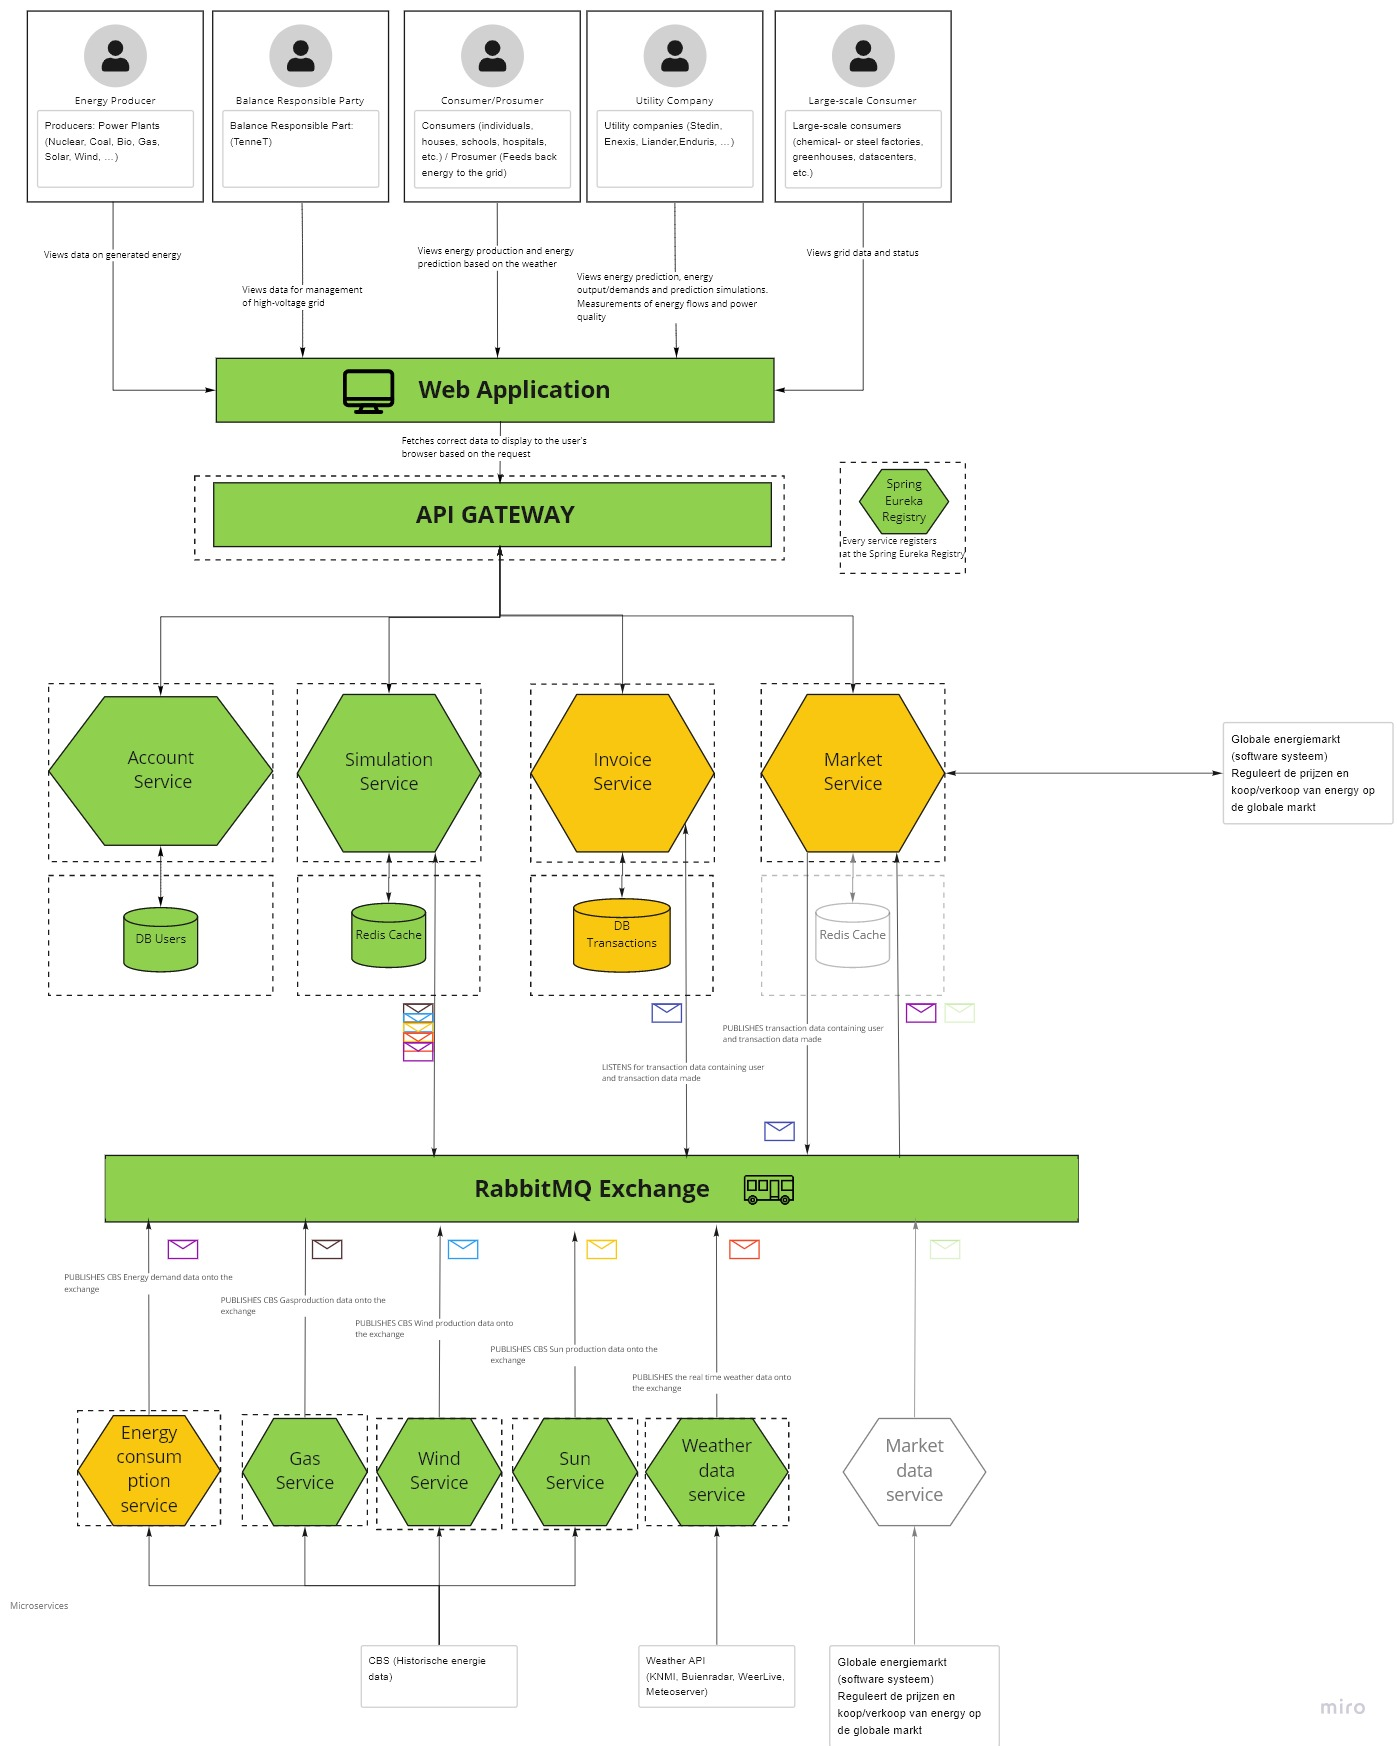 Energy Producer
Producers: Power Plants
(Nuclear, Coal, Bio, Gas,
Solar, Wind, ...)
Balance Responsible Party
Balance Responsible Part:
(TenneT)
Consumer/Prosumer
Consumers (individuals,
houses, schools, hospitals,
etc.) / Prosumer (Feeds back
energy to the grid)
Utility Company
Utility companies (Stedin,
Enexis, Liander,Enduris, ...)
Large-scale Consumer
Large-scale consumers
(chemical- or steel factories,
greenhouses, datacenters,
etc.)
Views data on generated energy
Views data for management
of high-voltage grid
Views energy production and energy
prediction based on the weather
Views energy prediction, energy
output/demands and prediction simulations.
Measurements of energy flows and power
quality
Views grid data and status
Web Application
Fetches correct data to display to the user's
browser based on the request
API GATEWAY
Spring
Eureka
Registry
Every service registers
at the Spring Eureka Registry
Account
Service
Simulation
Service
Invoice
Service
Market
Service
Globale energiemarkt
(software systeem)
Reguleert de prijzen en
koop/verkoop van energy op
de globale markt
DB Users
Redis Cache
DB
Transactions
Redis Cache
PUBLISHES transaction data containing user
and transaction data made
LISTENS for transaction data containing user
and transaction data made
RabbitMQ Exchange
PUBLISHES CBS Energy demand data onto the
exchange
PUBLISHES CBS Gasproduction data onto the
exchange
PUBLISHES CBS Wind production data onto
the exchange
PUBLISHES CBS Sun production data onto the
exchange
PUBLISHES the real time weather data onto
the exchange
Energy
consum
ption
service
Gas
Service
Wind
Service
Sun
Service
Weather
data
service
Market
data
service
Microservices
CBS (Historische energie
data)
Weather API
(KNMI, Buienradar, WeerLive,
Meteoserver)
Globale energiemarkt
(software systeem)
Reguleert de prijzen en
koop/verkoop van energy op
de globale markt
miro